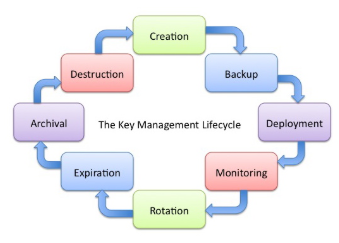 Creation
Backup
Deployment
Monitoring
Rotation
Expiration
Archival
Destruction
The Key Management Lifecycle